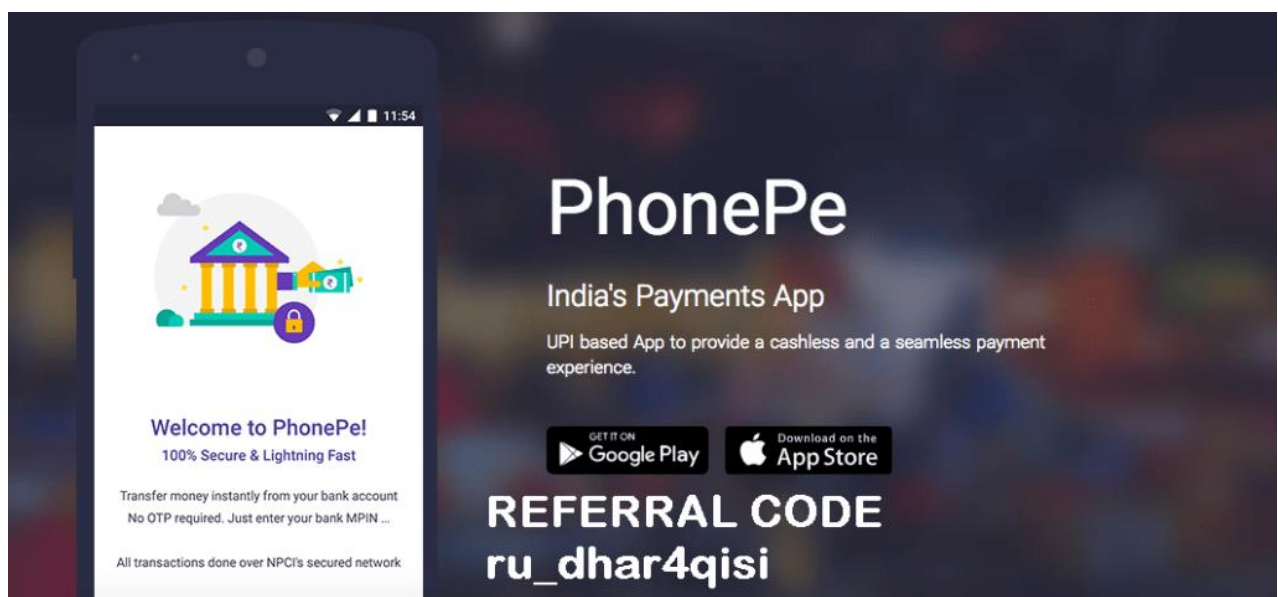 11:54
Welcome to PhonePe!
100% Secure & Lightning Fast
Transfer money instantly from your bank account
No OTP required. Just enter your bank MPIN ...
All transactions done over NPCI's secured network
PhonePe
India's Payments App
UPI based App to provide a cashless and a seamless payment
experience.
GET IT ON
Google Play
Download on the
App Store
REFERRAL CODE
ru_dhar4qisi